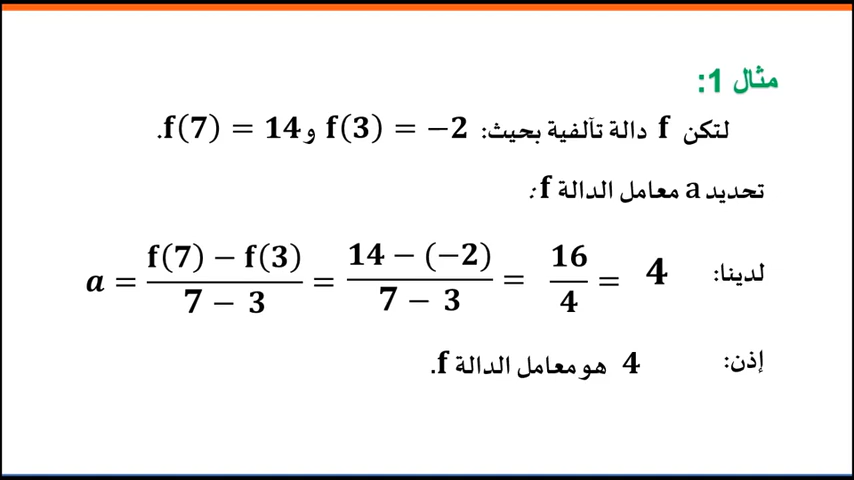 مثال 1:
لتكن f دالة تآلفية بحيث: f(3) = −2 و f(7) = 14.
تحديد a معامل الدالة f:
لدينا: a = (f(7) − f(3))/(7 − 3) = (14 − (−2))/(7 − 3) = 16/4 = 4
إذن: 4 هو معامل الدالة f.